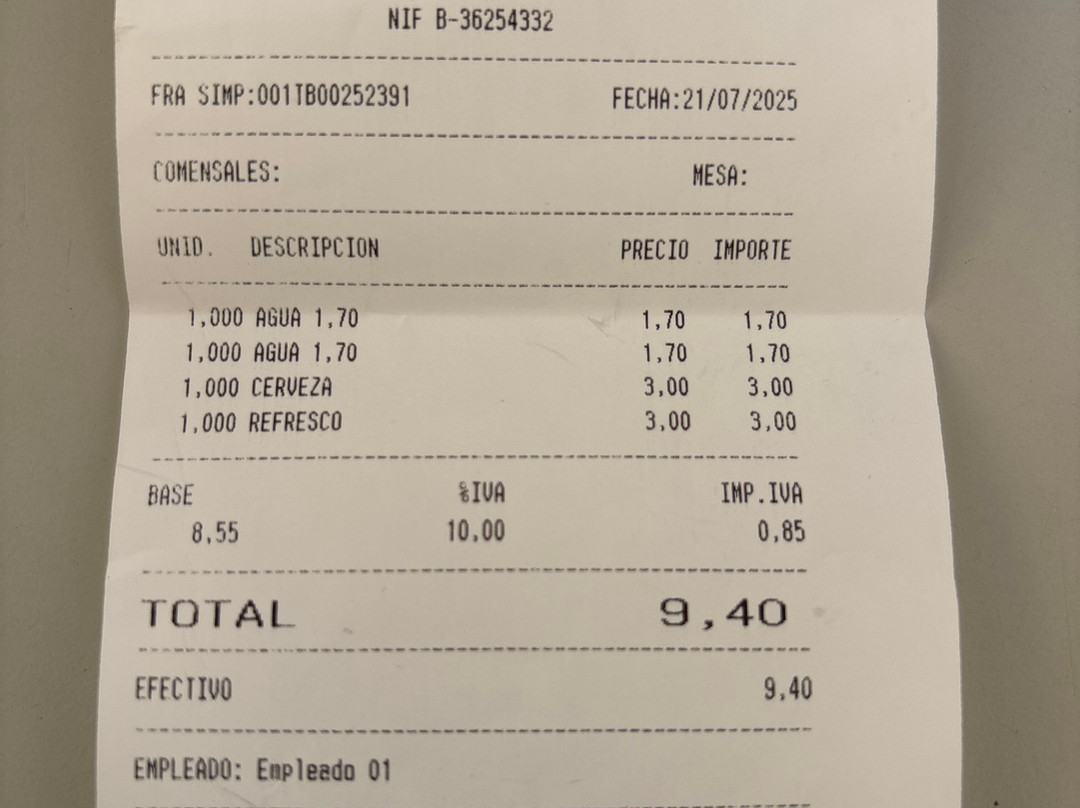 NIF B-36254332
FRA SIMP:001TB00252391 FECHA:21/07/2025
COMENSALES: MESA:
UNID. DESCRIPCION PRECIO IMPORTE
1,000 AGUA 1,70 1,70 1,70
1,000 AGUA 1,70 1,70 1,70
1,000 CERVEZA 3,00 3,00
1,000 REFRESCO 3,00 3,00
BASE %IVA IMP.IVA
8,55 10,00 0,85
TOTAL 9,40
EFECTIVO 9,40
EMPLEADO: Empleado 01